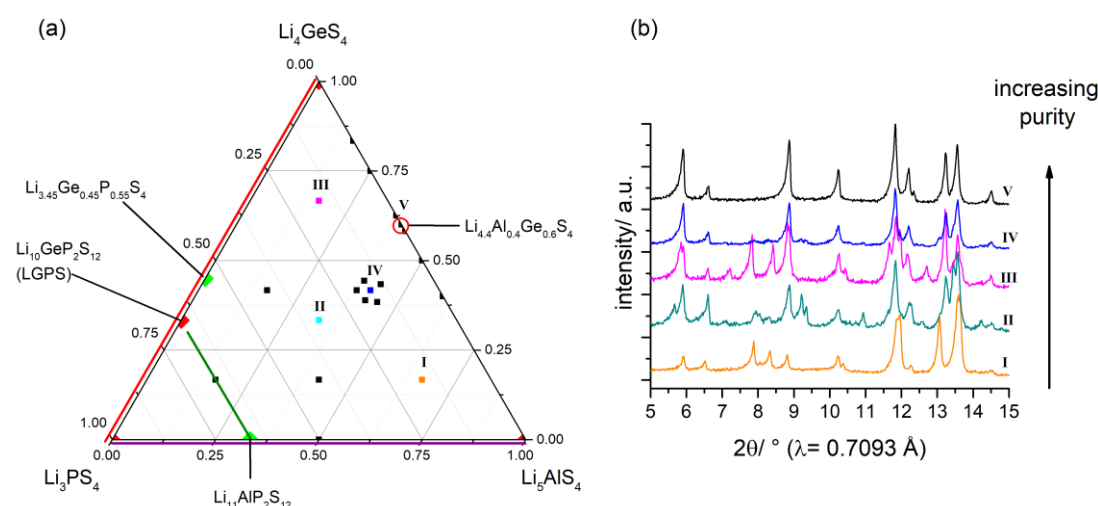 (a)
Li4GeS4
0.00
1.00
0.25
0.75
III
V
Li3.45Ge0.45P0.55S4
Li4.4Al0.4Ge0.6S4
0.50
0.50
Li10GeP2S12
(LGPS)
IV
II
0.75
0.25
I
1.00
0.00
0.00
0.25
0.50
0.75
1.00
Li3PS4
Li5AlS4
Li11AlP2S12
(b)
increasing
purity
intensity/ a.u.
V
IV
III
II
I
5 6 7 8 9 10 11 12 13 14 15
2θ/ ° (λ= 0.7093 Å)